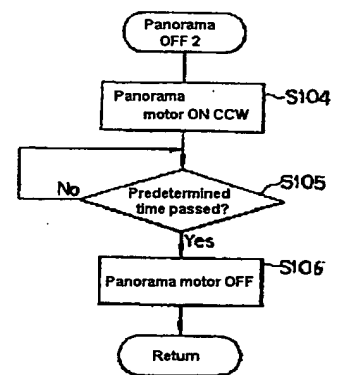 Panorama
OFF 2
Panorama
motor ON CCW
S104
No
Predetermined
time passed?
S105
Yes
Panorama motor OFF
S106
Return